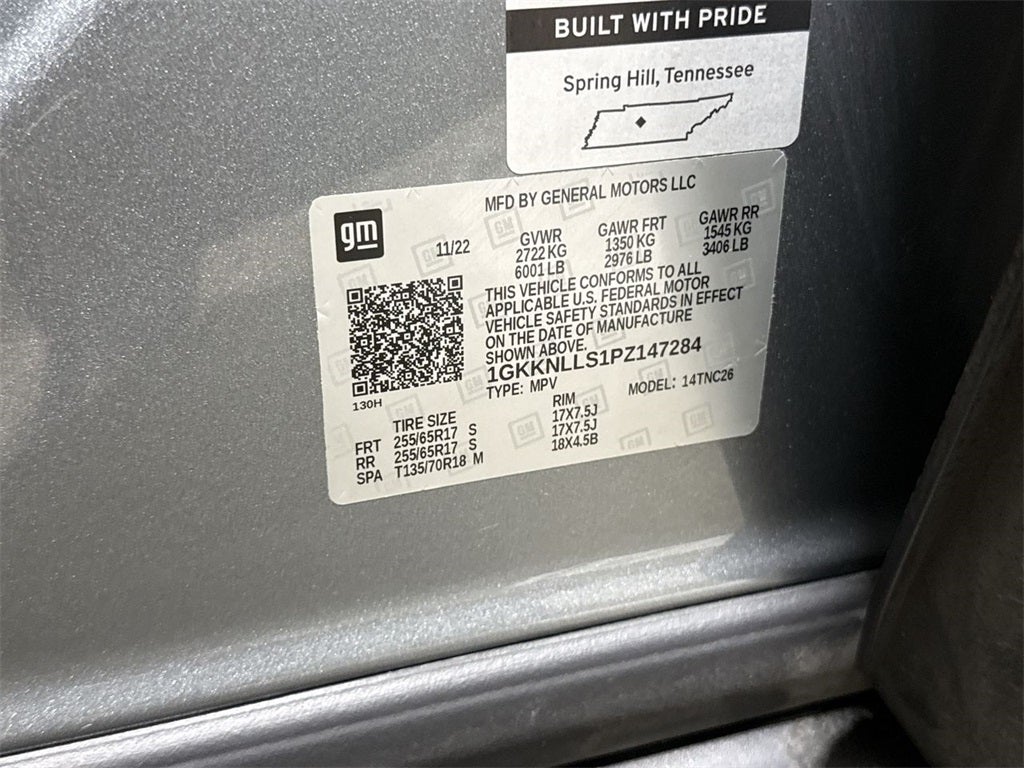 BUILT WITH PRIDE
Spring Hill, Tennessee
MFD BY GENERAL MOTORS LLC
gm
11/22
GVWR
2722 KG
6001 LB
GAWR FRT
1350 KG
2976 LB
GAWR RR
1545 KG
3406 LB
THIS VEHICLE CONFORMS TO ALL
APPLICABLE U.S. FEDERAL MOTOR
VEHICLE SAFETY STANDARDS IN EFFECT
ON THE DATE OF MANUFACTURE
SHOWN ABOVE.
1GKKNLLS1PZ147284
TYPE: MPV
MODEL: 14TNC26
130H
TIRE SIZE RIM
FRT 255/65R17 S 17X7.5J
RR 255/65R17 S 17X7.5J
SPA T135/70R18 M 18X4.5B